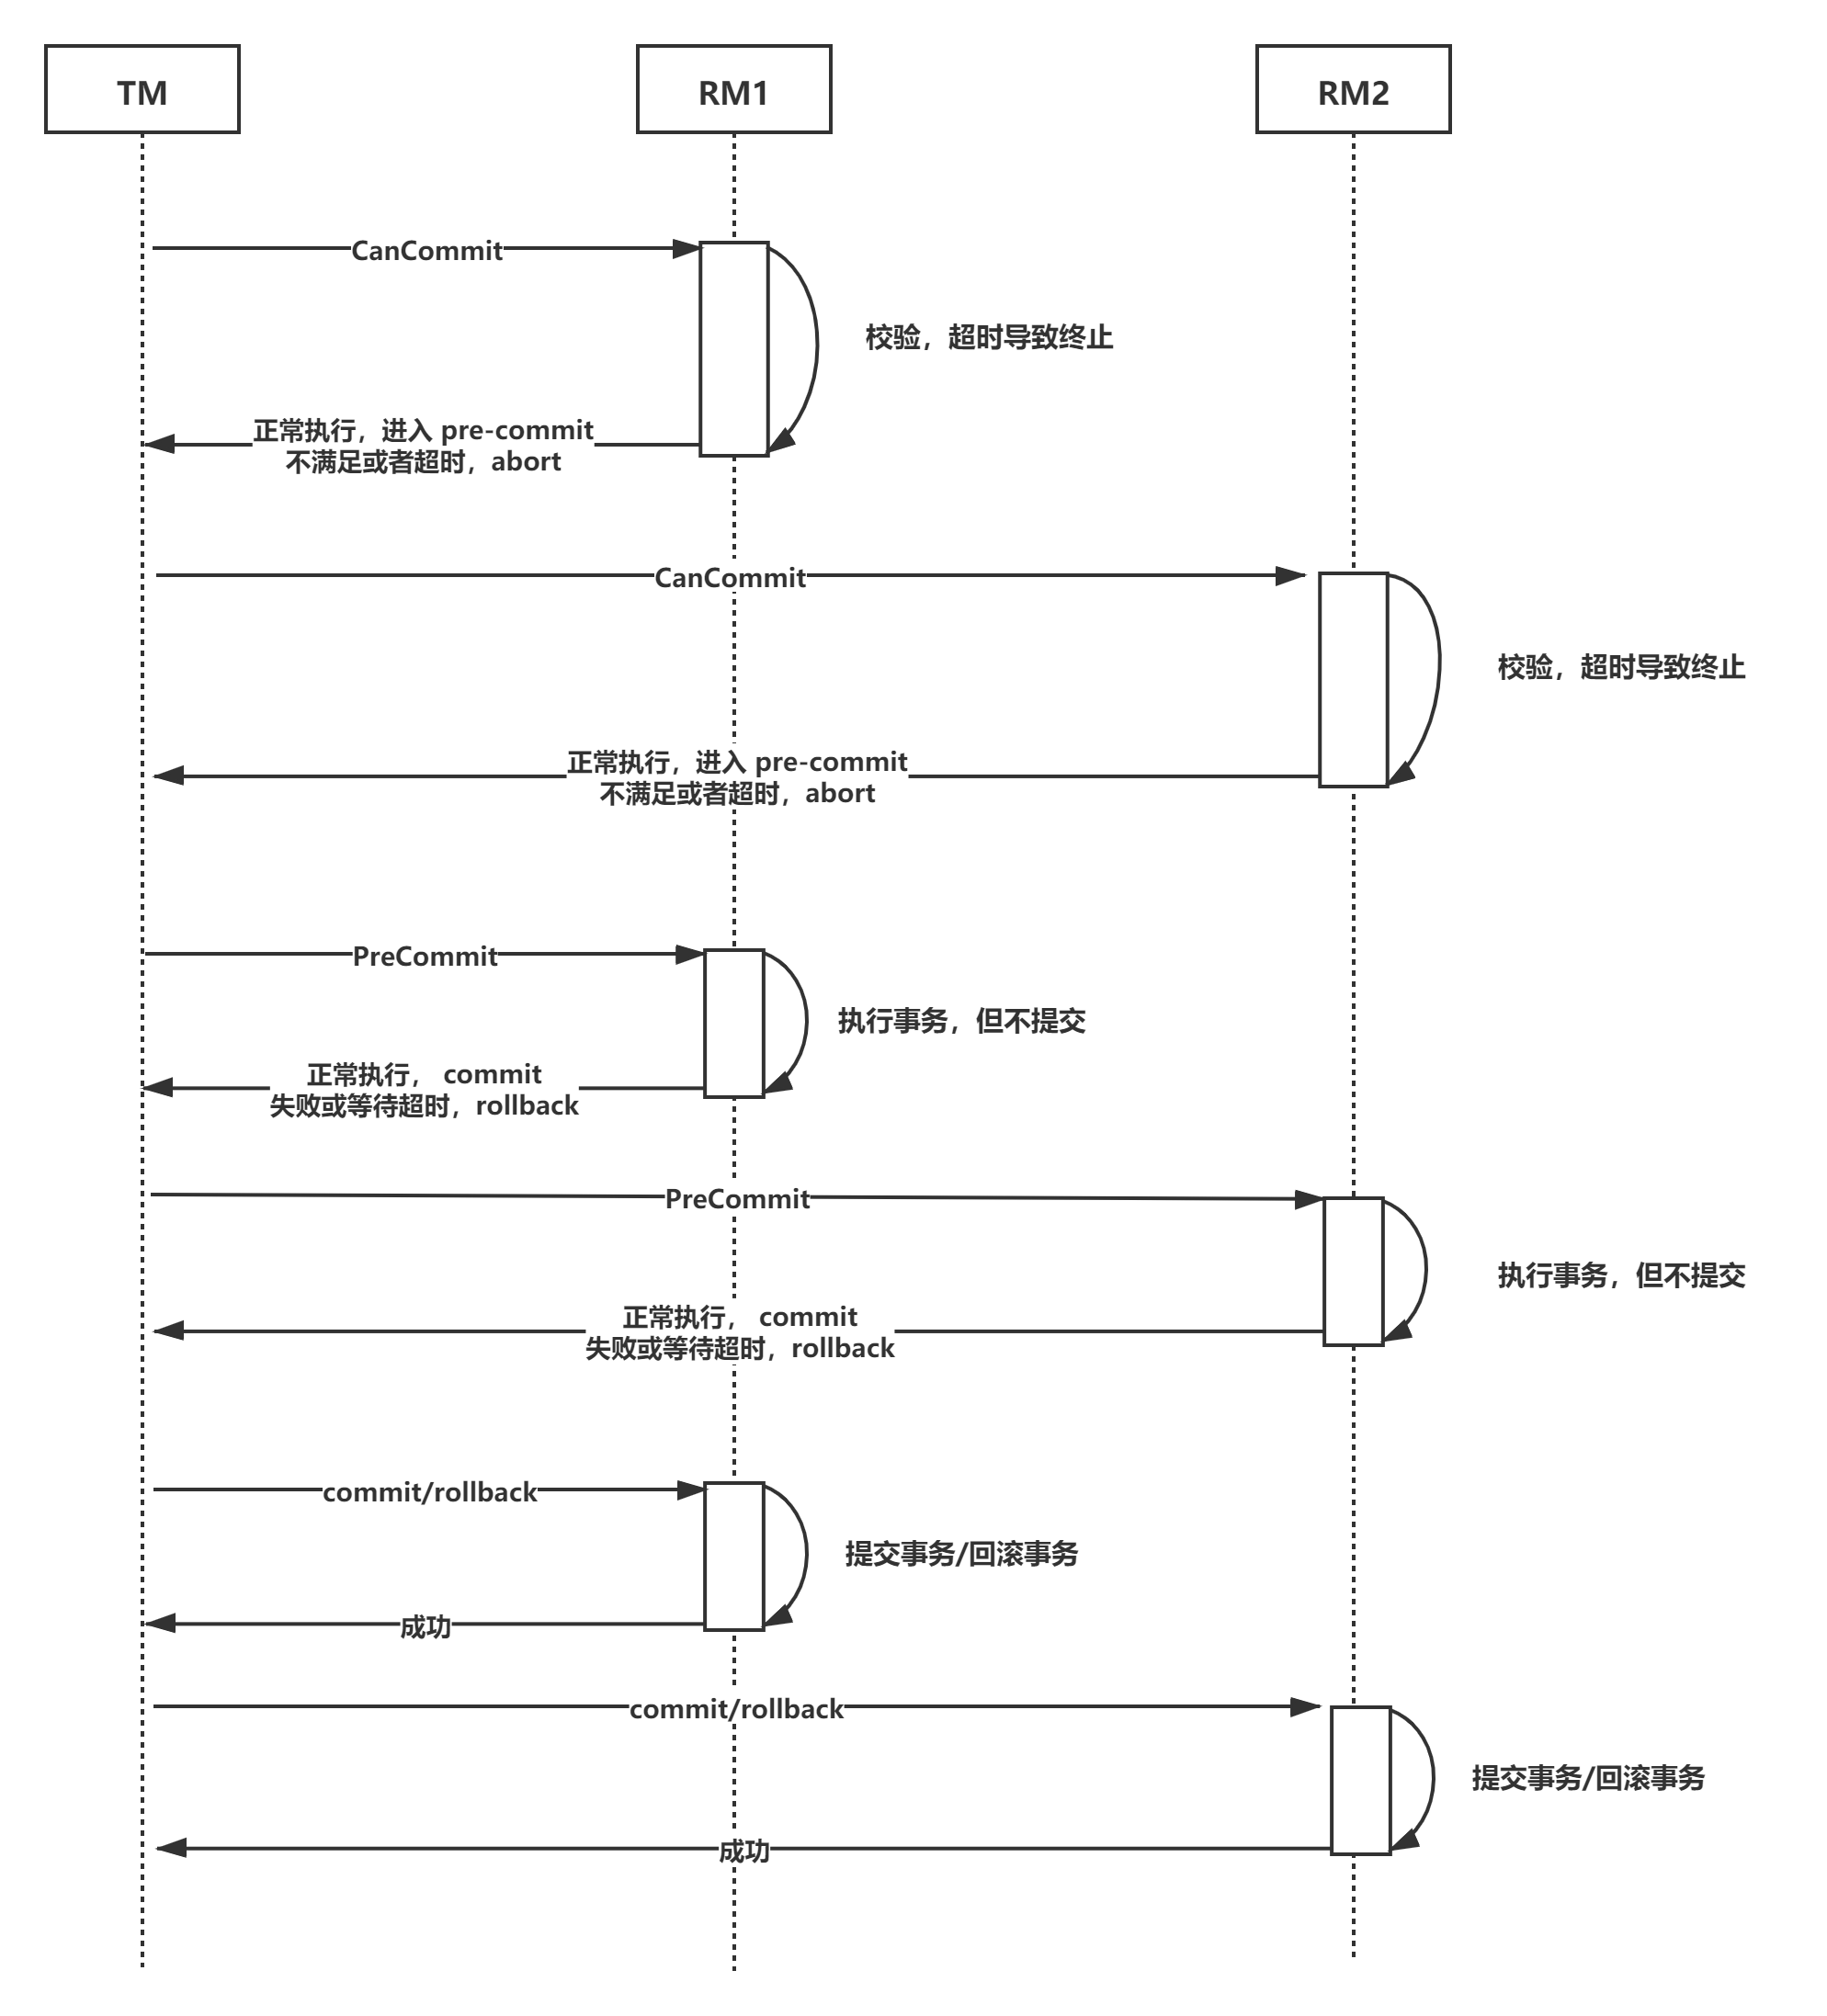 TM
RM1
RM2
CanCommit
校验，超时导致终止
正常执行，进入 pre-commit
不满足或者超时，abort
CanCommit
校验，超时导致终止
正常执行，进入 pre-commit
不满足或者超时，abort
PreCommit
执行事务，但不提交
正常执行， commit
失败或等待超时，rollback
PreCommit
执行事务，但不提交
正常执行， commit
失败或等待超时，rollback
commit/rollback
提交事务/回滚事务
成功
commit/rollback
提交事务/回滚事务
成功